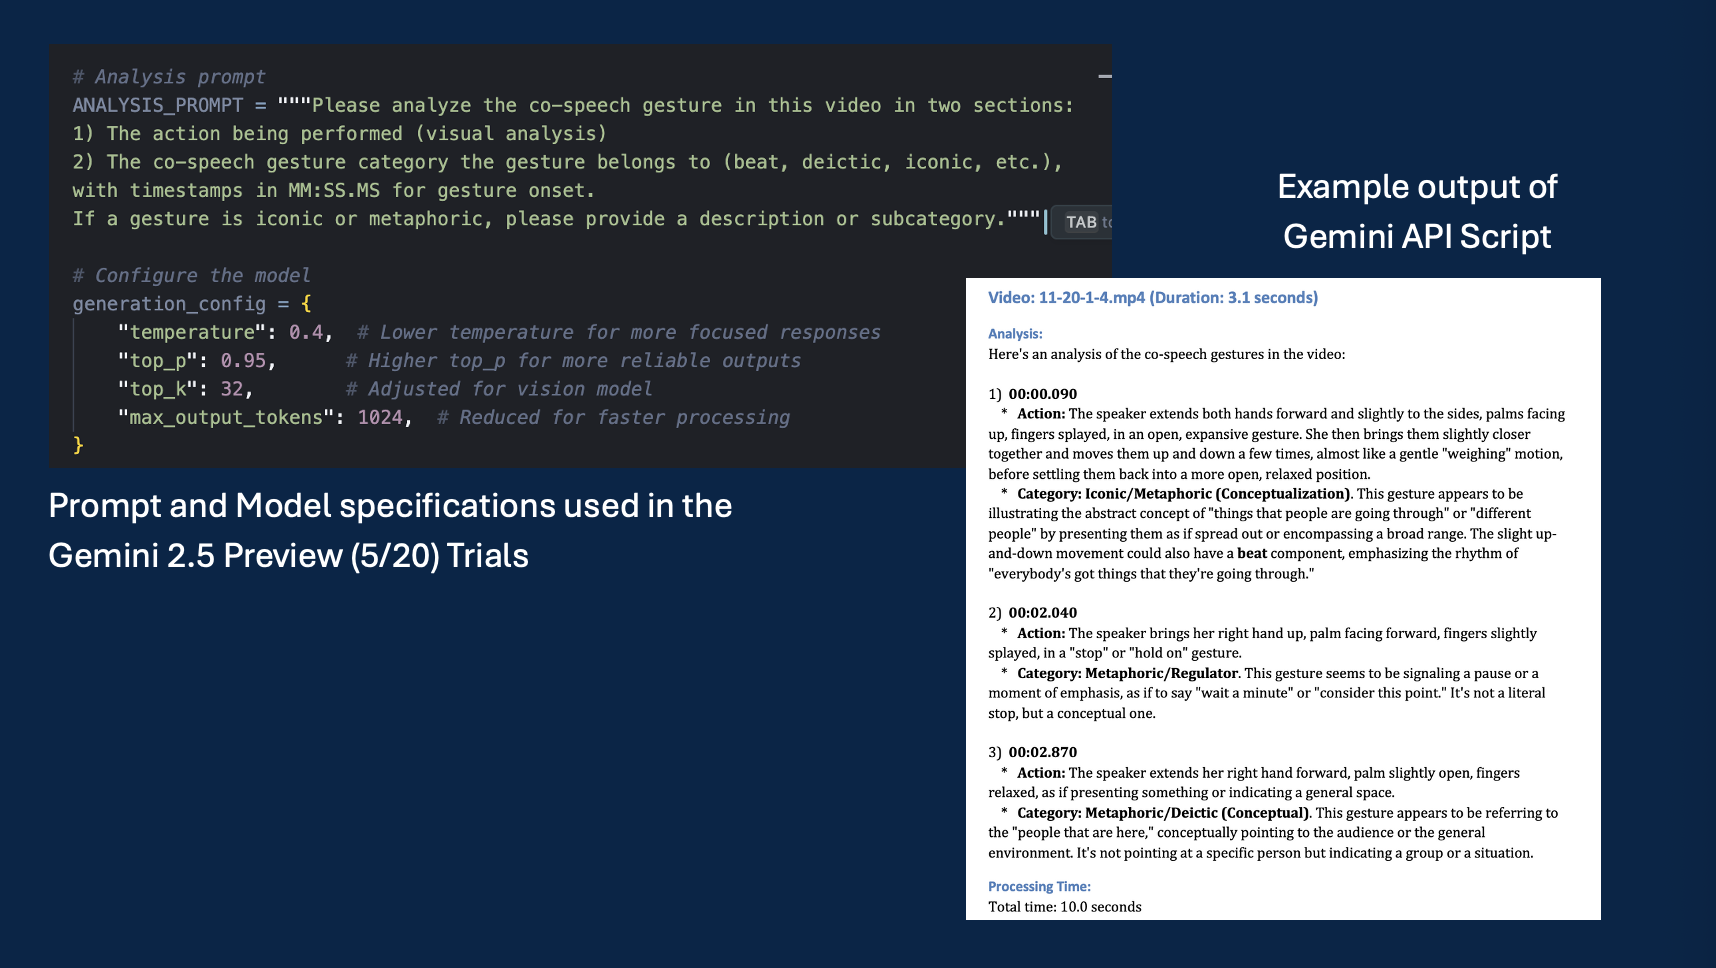 # Analysis prompt
ANALYSIS_PROMPT = """Please analyze the co-speech gesture in this video in two sections:
1) The action being performed (visual analysis)
2) The co-speech gesture category the gesture belongs to (beat, deictic, iconic, etc.),
with timestamps in MM:SS.MS for gesture onset.
If a gesture is iconic or metaphoric, please provide a description or subcategory."""
TAB
# Configure the model
generation_config = {
"temperature": 0.4,  # Lower temperature for more focused responses
"top_p": 0.95,      # Higher top_p for more reliable outputs
"top_k": 32,        # Adjusted for vision model
"max_output_tokens": 1024,  # Reduced for faster processing
}
Prompt and Model specifications used in the
Gemini 2.5 Preview (5/20) Trials
Example output of
Gemini API Script
Video: 11-20-1-4.mp4 (Duration: 3.1 seconds)
Analysis:
Here's an analysis of the co-speech gestures in the video:
1) 00:00.090
* Action: The speaker extends both hands forward and slightly to the sides, palms facing
up, fingers splayed, in an open, expansive gesture. She then brings them slightly closer
together and moves them up and down a few times, almost like a gentle "weighing" motion,
before settling them back into a more open, relaxed position.
* Category: Iconic/Metaphoric (Conceptualization). This gesture appears to be
illustrating the abstract concept of "things that people are going through" or "different
people" by presenting them as if spread out or encompassing a broad range. The slight up-
and-down movement could also have a beat component, emphasizing the rhythm of
"everybody's got things that they're going through."
2) 00:02.040
* Action: The speaker brings her right hand up, palm facing forward, fingers slightly
splayed, in a "stop" or "hold on" gesture.
* Category: Metaphoric/Regulator. This gesture seems to be signaling a pause or a
moment of emphasis, as if to say "wait a minute" or "consider this point." It's not a literal
stop, but a conceptual one.
3) 00:02.870
* Action: The speaker extends her right hand forward, palm slightly open, fingers
relaxed, as if presenting something or indicating a general space.
* Category: Metaphoric/Deictic (Conceptual). This gesture appears to be referring to
the "people that are here," conceptually pointing to the audience or the general
environment. It's not pointing at a specific person but indicating a group or a situation.
Processing Time:
Total time: 10.0 seconds